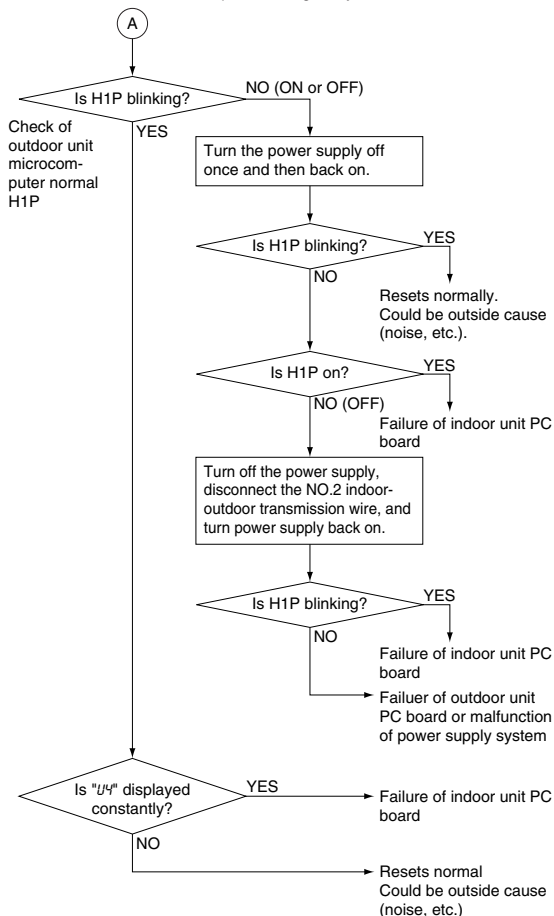 A
Is H1P blinking?
NO (ON or OFF)
YES
Check of
outdoor unit
microcom-
puter normal
H1P
Turn the power supply off
once and then back on.
Is H1P blinking?
YES
NO
Resets normally.
Could be outside cause
(noise, etc.).
Is H1P on?
YES
NO (OFF)
Failure of indoor unit PC
board
Turn off the power supply,
disconnect the NO.2 indoor-
outdoor transmission wire, and
turn power supply back on.
Is H1P blinking?
YES
NO
Failure of indoor unit PC
board
Failuer of outdoor unit
PC board or malfunction
of power supply system
Is "U4" displayed
constantly?
YES
Failure of indoor unit PC
board
NO
Resets normal
Could be outside cause
(noise, etc.)